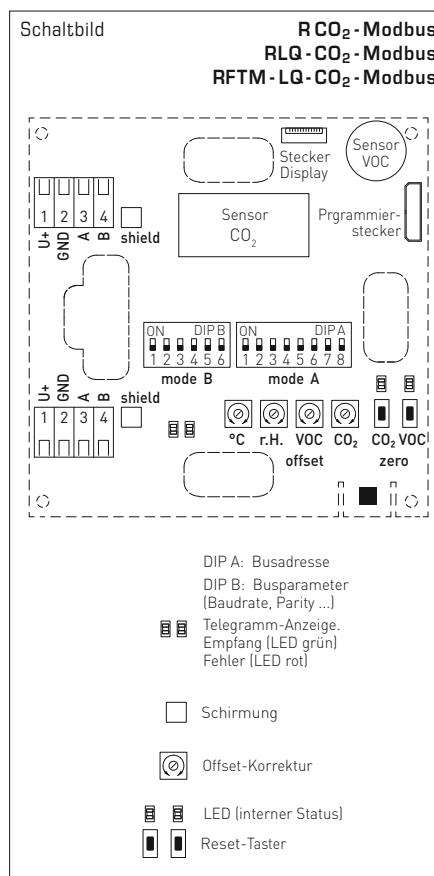 Schaltbild
R CO₂ - Modbus
RLQ - CO₂ - Modbus
RFTM - LQ - CO₂ - Modbus
Stecker
Display
Sensor
VOC
Sensor
CO₂
Prgrammier-
stecker
1 2 3 4
U+ GND A B shield
ON DIP B
1 2 3 4 5 6
mode B
ON DIP A
1 2 3 4 5 6 7 8
mode A
U+ GND A B shield
1 2 3 4
°C r.H. VOC CO₂ CO₂ VOC
offset zero
DIP A: Busadresse
DIP B: Busparameter
(Baudrate, Parity ...)
Telegramm-Anzeige.
Empfang (LED grün)
Fehler (LED rot)
Schirmung
Offset-Korrektur
LED (interner Status)
Reset-Taster